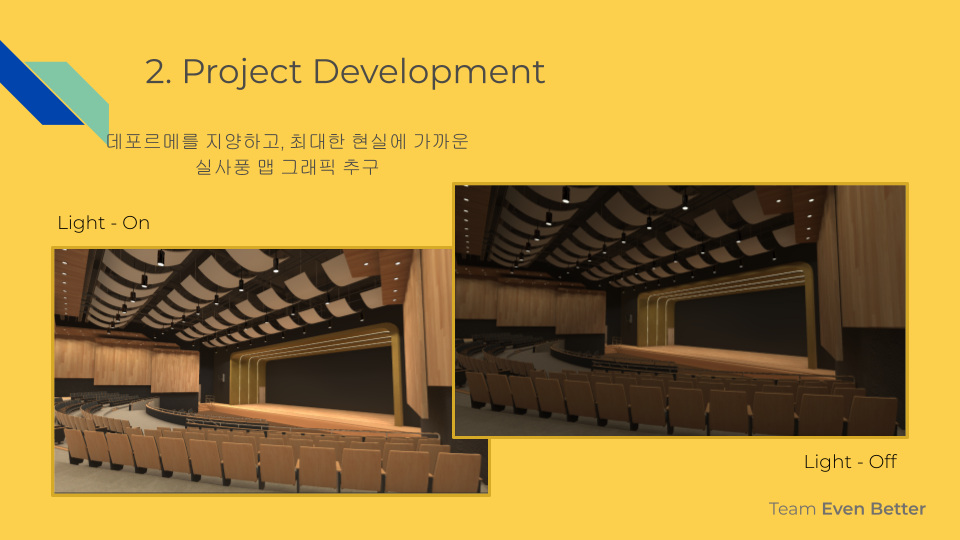 2. Project Development
데포르메를 지양하고, 최대한 현실에 가까운
실사풍 맵 그래픽 추구
Light - On
Light - Off
Team Even Better